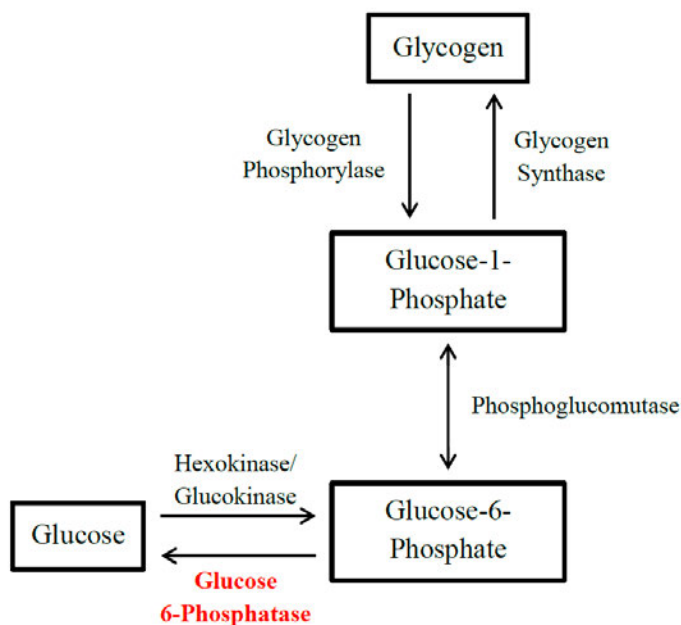 Glycogen
Glycogen
Phosphorylase
Glycogen
Synthase
Glucose-1-
Phosphate
Phosphoglucomutase
Hexokinase/
Glucokinase
Glucose-6-
Phosphate
Glucose
Glucose
6-Phosphatase